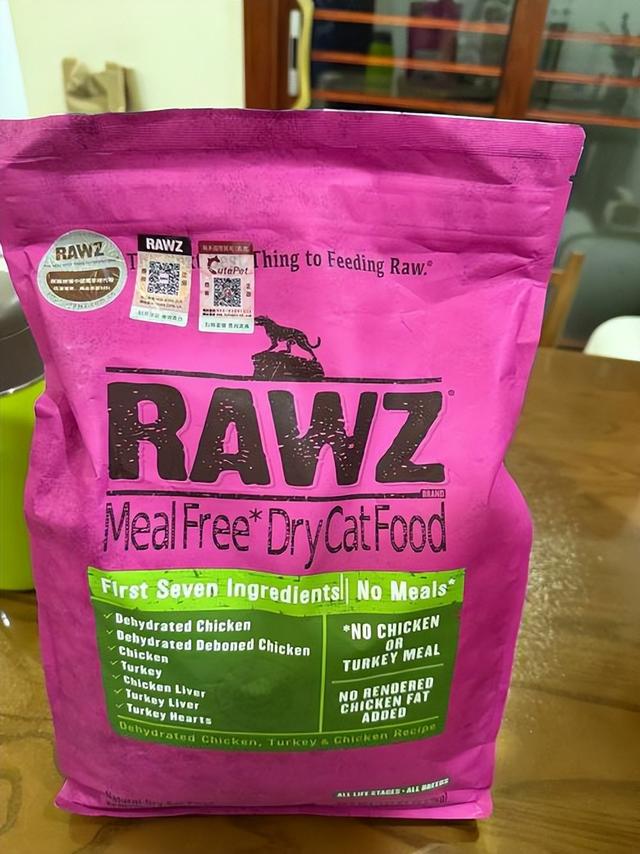 RAWZ
RAWZ
CutePet
Thing to Feeding Raw.®
RAWZ®
BRAND
Meal Free* Dry Cat Food
First Seven Ingredients | No Meals*
✓ Dehydrated Chicken
✓ Dehydrated Deboned Chicken
✓ Chicken
✓ Turkey
✓ Chicken Liver
✓ Turkey Liver
✓ Turkey Hearts
*NO CHICKEN
OR
TURKEY MEAL
NO RENDERED
CHICKEN FAT
ADDED
Dehydrated Chicken, Turkey & Chicken Recipe
ALL LIFE STAGES • ALL BREEDS